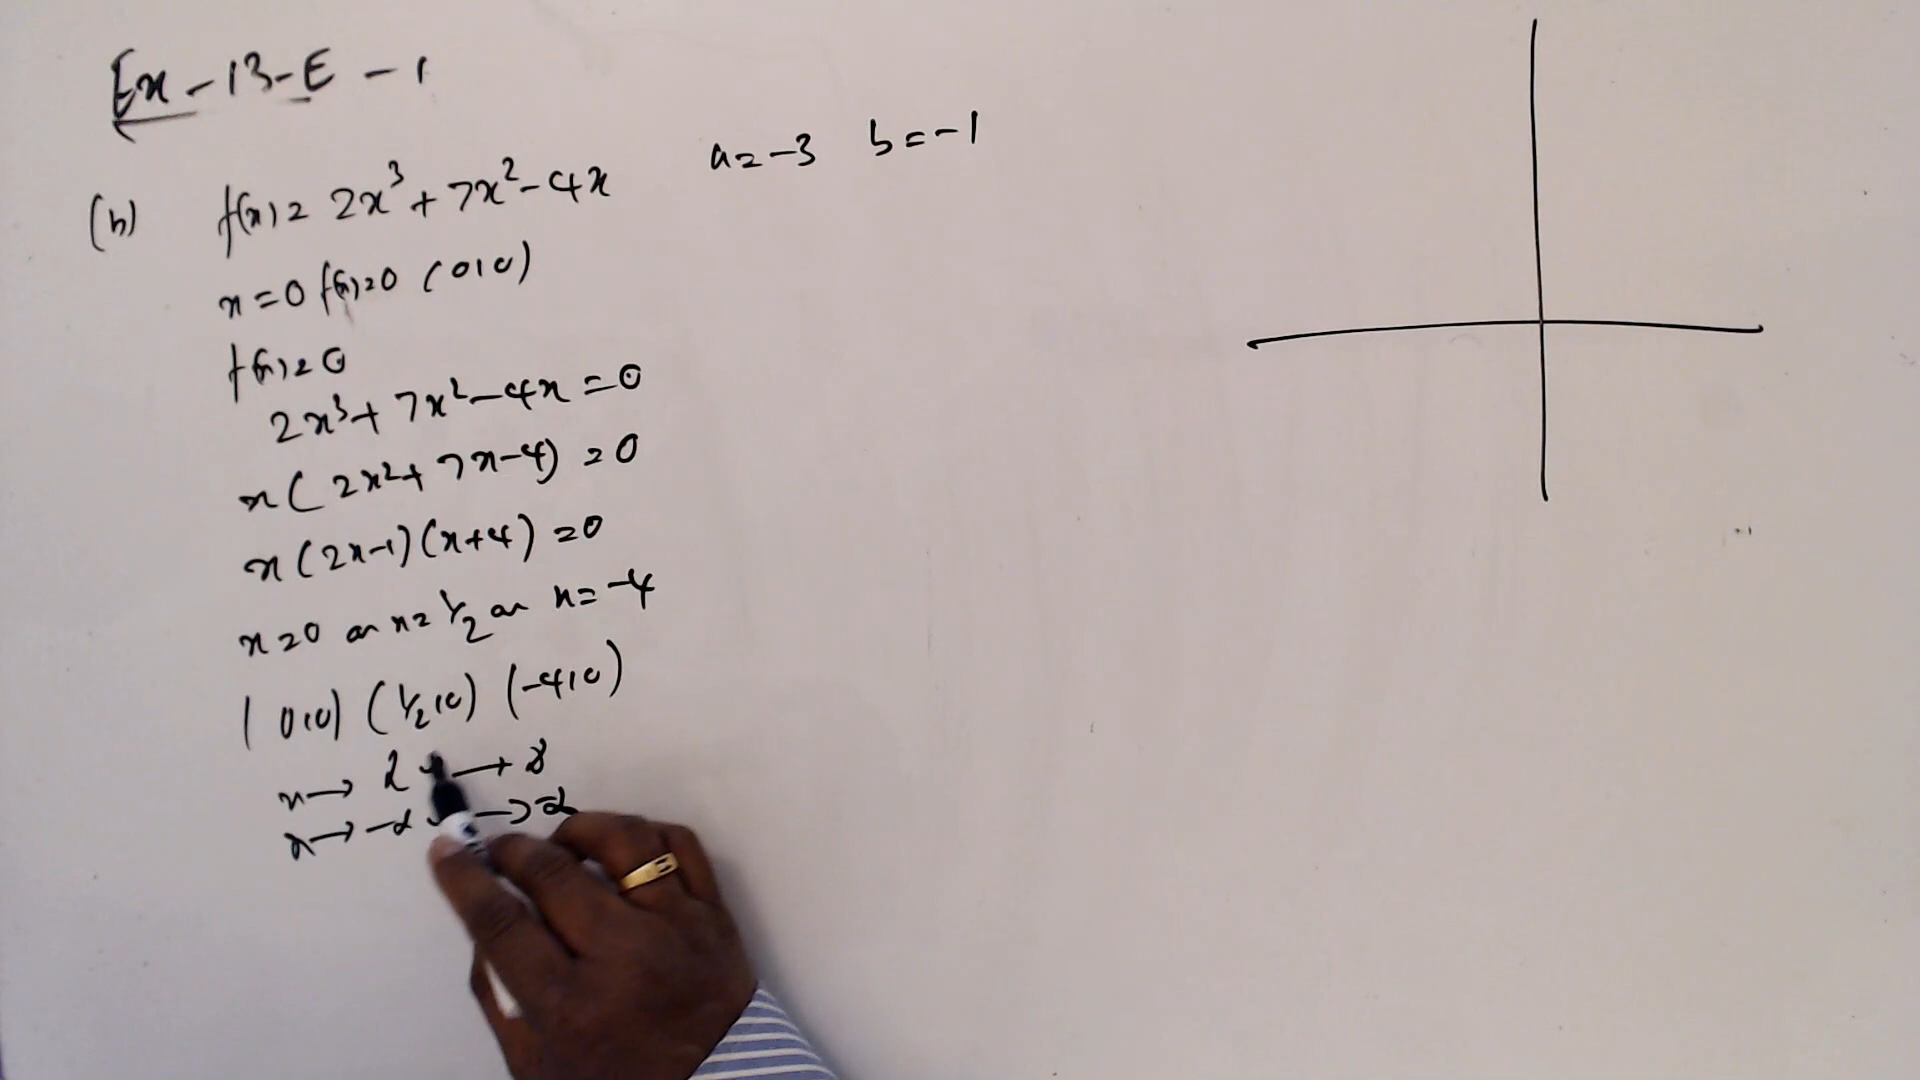 Ex - 13 - E - 1
(h) f(x) = 2x³ + 7x² - 4x a = -3 b = -1
x = 0 f(x) = 0 (0, 0)
f(x) = 0
2x³ + 7x² - 4x = 0
x(2x² + 7x - 4) = 0
x(2x-1)(x+4) = 0
x = 0 or x = 1/2 or x = -4
(0, 0) (1/2, 0) (-4, 0)
x →
x →